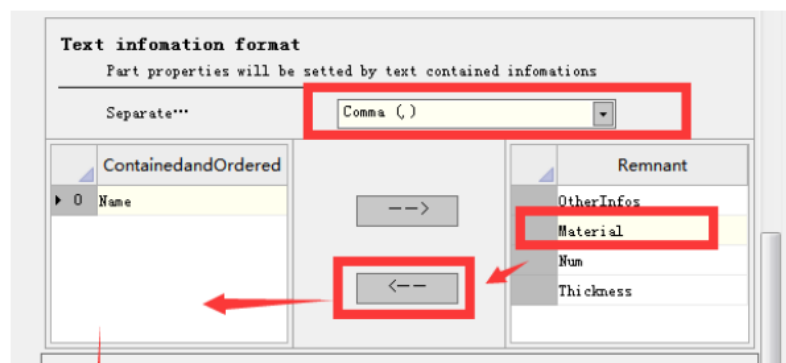 Text infomation format
Part properties will be setted by text contained infomations
Separate…
Comma (,)
ContainedandOrdered
Remnant
0 Name
-->
<--
OtherInfos
Material
Num
Thickness